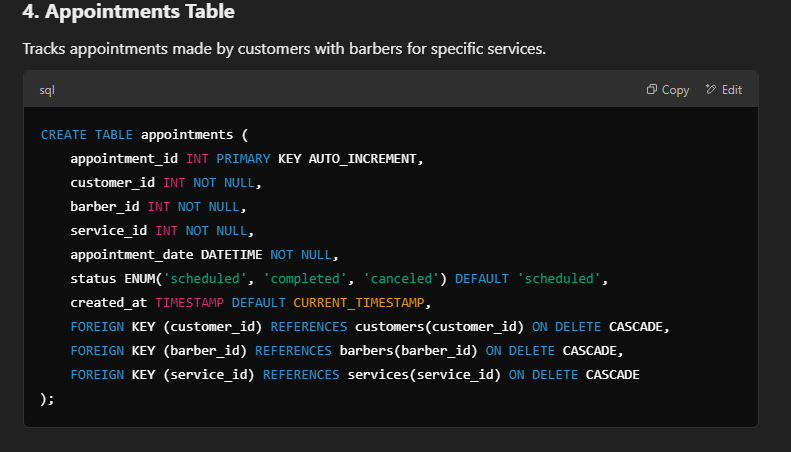 4. Appointments Table
Tracks appointments made by customers with barbers for specific services.
sql
Copy Edit
CREATE TABLE appointments (
    appointment_id INT PRIMARY KEY AUTO_INCREMENT,
    customer_id INT NOT NULL,
    barber_id INT NOT NULL,
    service_id INT NOT NULL,
    appointment_date DATETIME NOT NULL,
    status ENUM('scheduled', 'completed', 'canceled') DEFAULT 'scheduled',
    created_at TIMESTAMP DEFAULT CURRENT_TIMESTAMP,
    FOREIGN KEY (customer_id) REFERENCES customers(customer_id) ON DELETE CASCADE,
    FOREIGN KEY (barber_id) REFERENCES barbers(barber_id) ON DELETE CASCADE,
    FOREIGN KEY (service_id) REFERENCES services(service_id) ON DELETE CASCADE
);